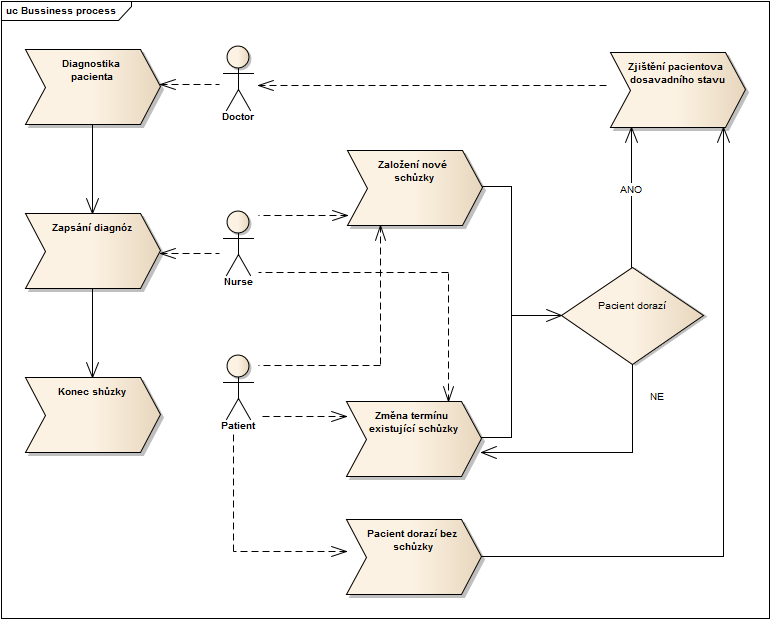 uc Bussiness process
Diagnostika
pacienta
Doctor
Zjištění pacientova
dosavadního stavu
Založení nové
schůzky
ANO
Zapsání diagnóz
Nurse
Pacient dorazí
Konec shůzky
Patient
Změna termínu
existující schůzky
NE
Pacient dorazí bez
schůzky